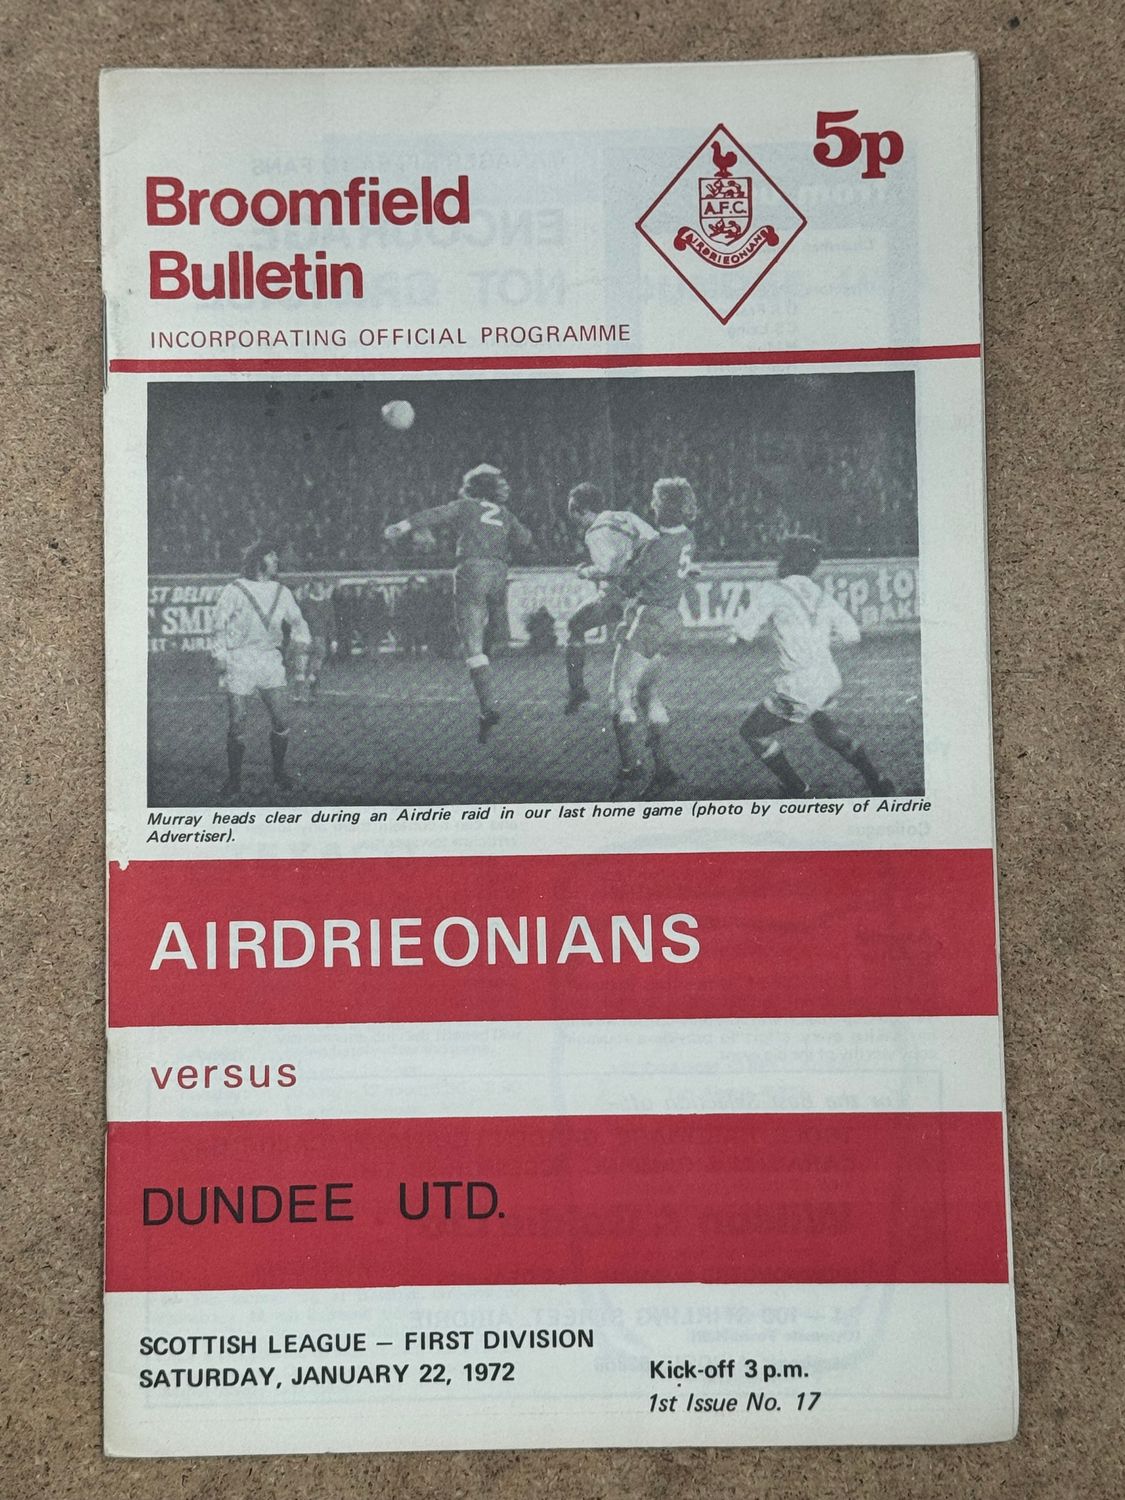 5p
Broomfield
Bulletin
A.F.C.
AIRDRIEONIANS
INCORPORATING OFFICIAL PROGRAMME
2
5
Murray heads clear during an Airdrie raid in our last home game (photo by courtesy of Airdrie
Advertiser).
AIRDRIEONIANS
versus
DUNDEE UTD.
SCOTTISH LEAGUE — FIRST DIVISION
SATURDAY, JANUARY 22, 1972
Kick-off 3 p.m.
1st Issue No. 17